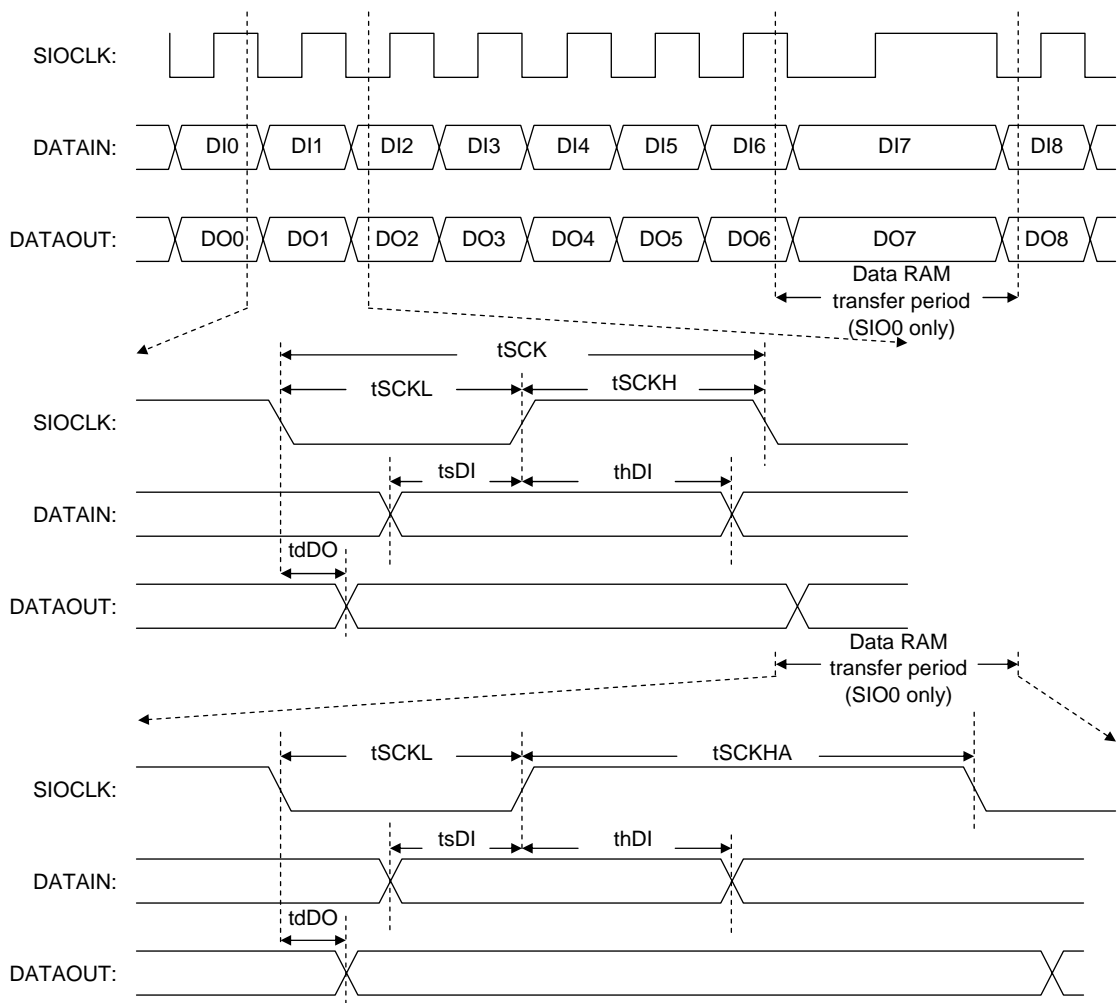 SIOCLK:
DATAIN: DI0 DI1 DI2 DI3 DI4 DI5 DI6 DI7 DI8
DATAOUT: DO0 DO1 DO2 DO3 DO4 DO5 DO6 DO7 DO8
Data RAM
transfer period
(SIO0 only)
tSCK
tSCKL tSCKH
SIOCLK:
tsDI thDI
DATAIN:
tdDO
DATAOUT:
Data RAM
transfer period
(SIO0 only)
tSCKL tSCKHA
SIOCLK:
tsDI thDI
DATAIN:
tdDO
DATAOUT: